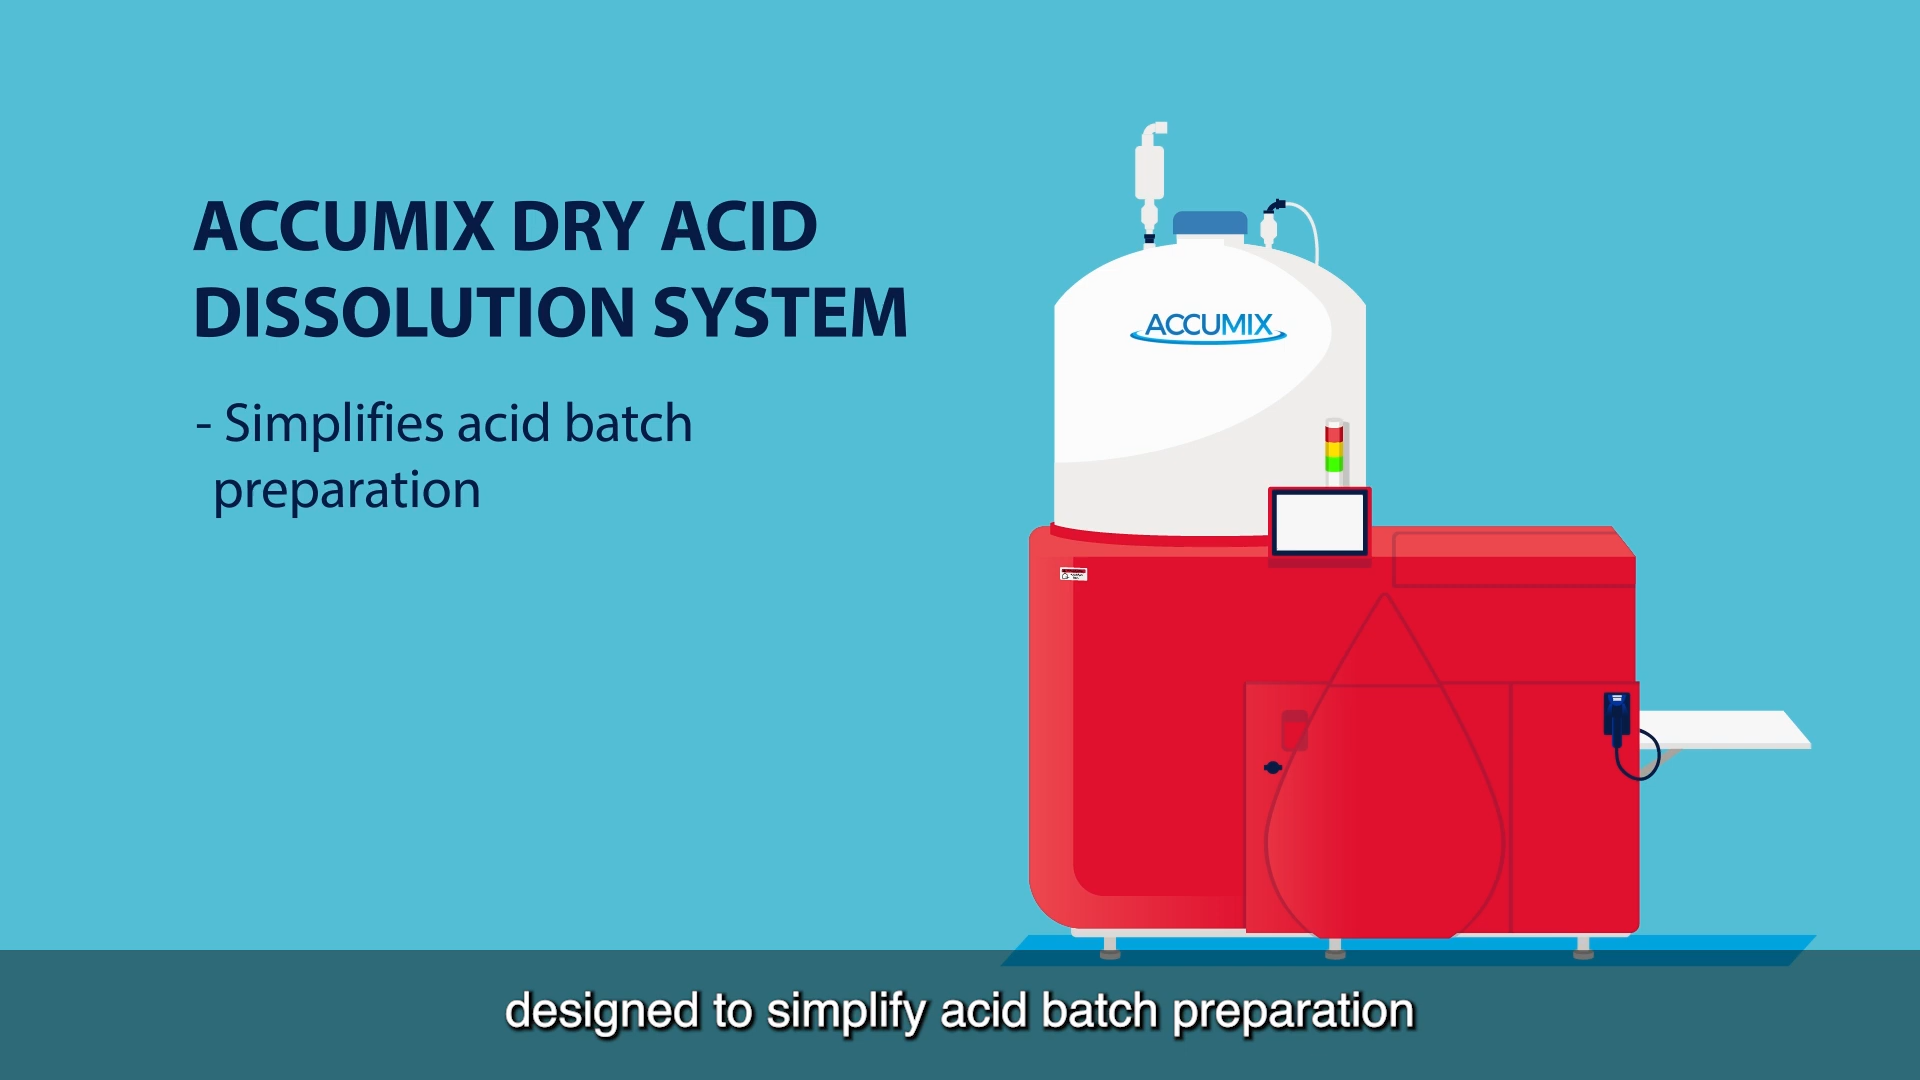 ACCUMIX DRY ACID
DISSOLUTION SYSTEM
- Simplifies acid batch
preparation
ACCUMIX
designed to simplify acid batch preparation